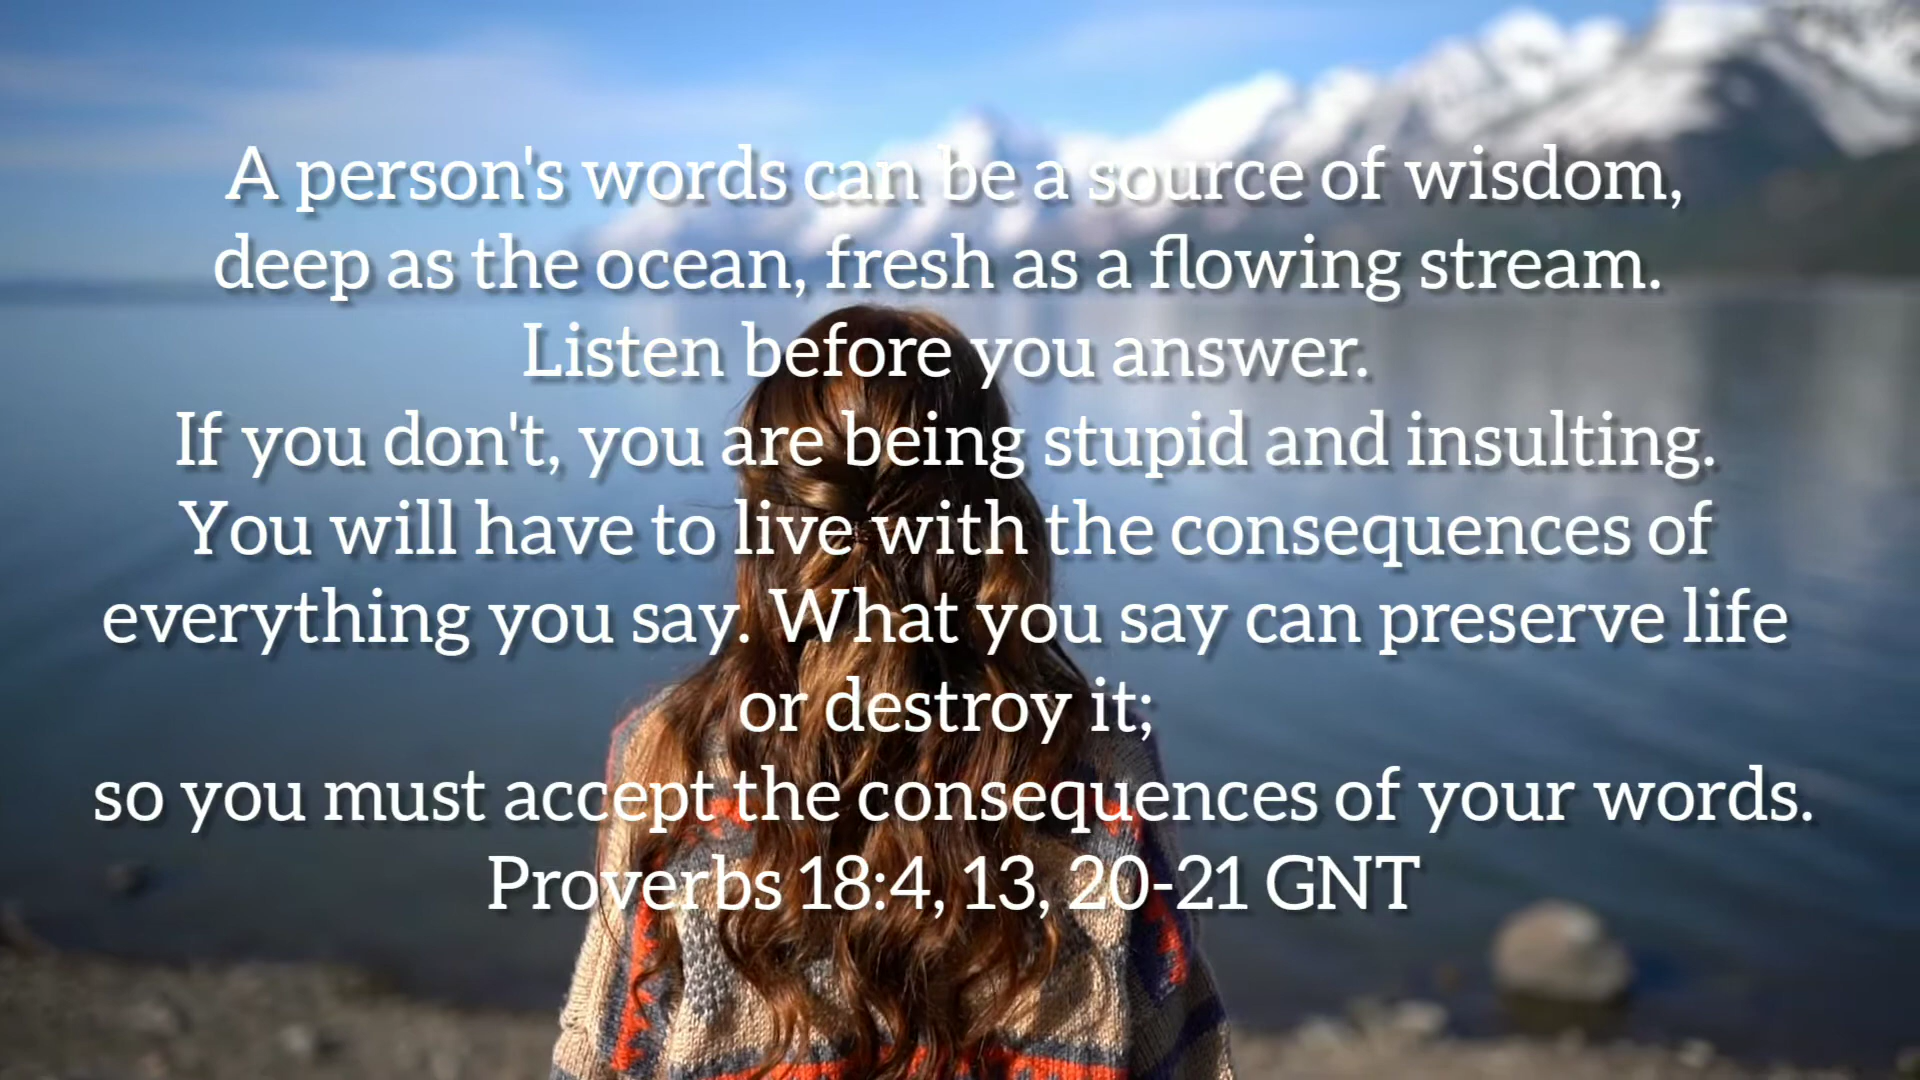 A person's words can be a source of wisdom,
deep as the ocean, fresh as a flowing stream.
Listen before you answer.
If you don't, you are being stupid and insulting.
You will have to live with the consequences of
everything you say. What you say can preserve life
or destroy it;
so you must accept the consequences of your words.
Proverbs 18:4, 13, 20-21 GNT